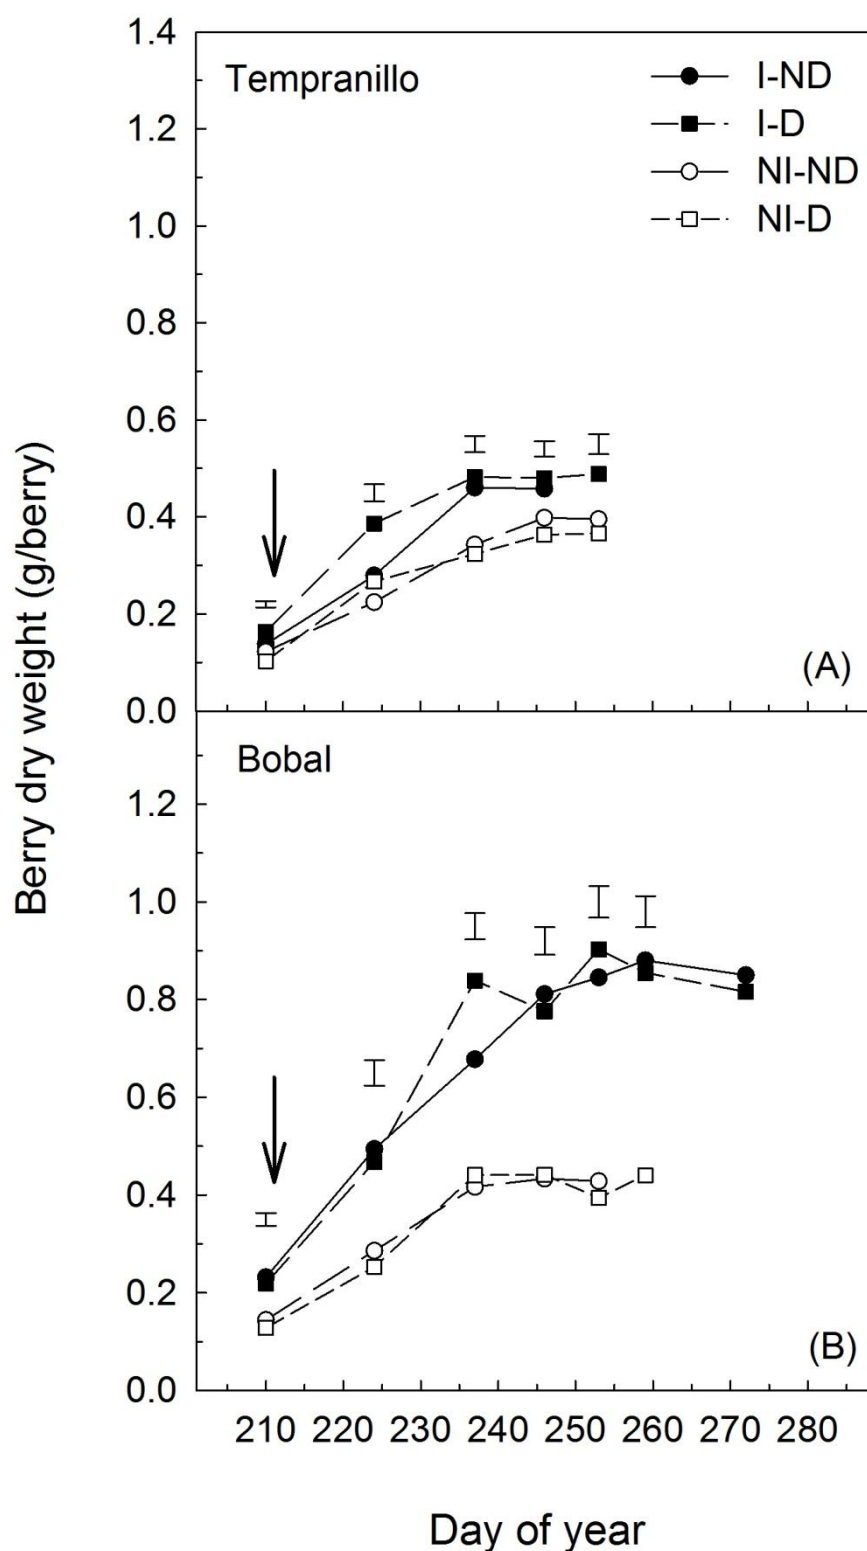 Berry dry weight (g/berry)
1.4
1.2
1.0
0.8
0.6
0.4
0.2
0.0
Tempranillo
I-ND
I-D
NI-ND
NI-D
(A)
1.2
1.0
0.8
0.6
0.4
0.2
0.0
Bobal
(B)
210 220 230 240 250 260 270 280
Day of year